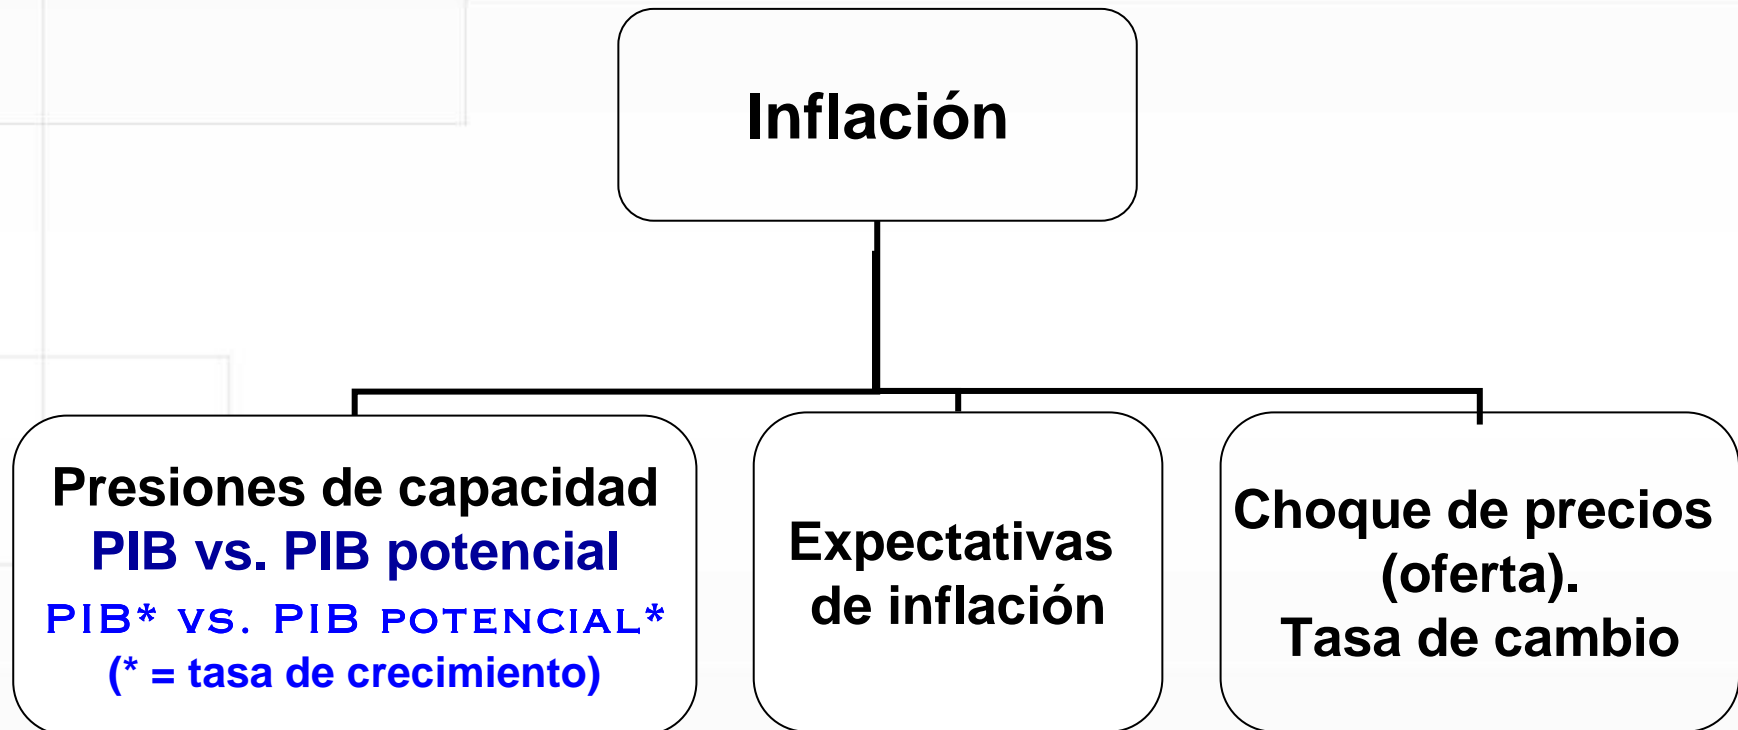 Inflación
Presiones de capacidad
PIB vs. PIB potencial
PIB* VS. PIB POTENCIAL*
(* = tasa de crecimiento)
Expectativas
de inflación
Choque de precios
(oferta).
Tasa de cambio